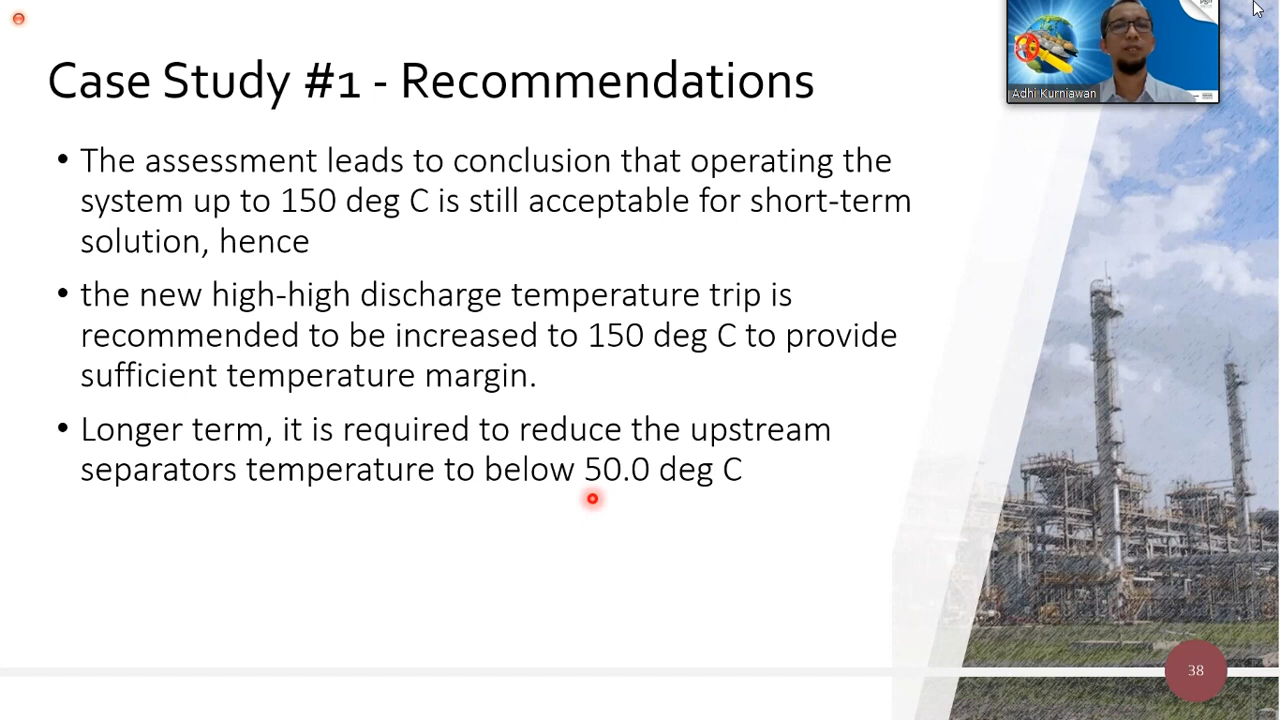 Case Study #1 - Recommendations
Adhi Kurniawan
• The assessment leads to conclusion that operating the
system up to 150 deg C is still acceptable for short-term
solution, hence
• the new high-high discharge temperature trip is
recommended to be increased to 150 deg C to provide
sufficient temperature margin.
• Longer term, it is required to reduce the upstream
separators temperature to below 50.0 deg C
38